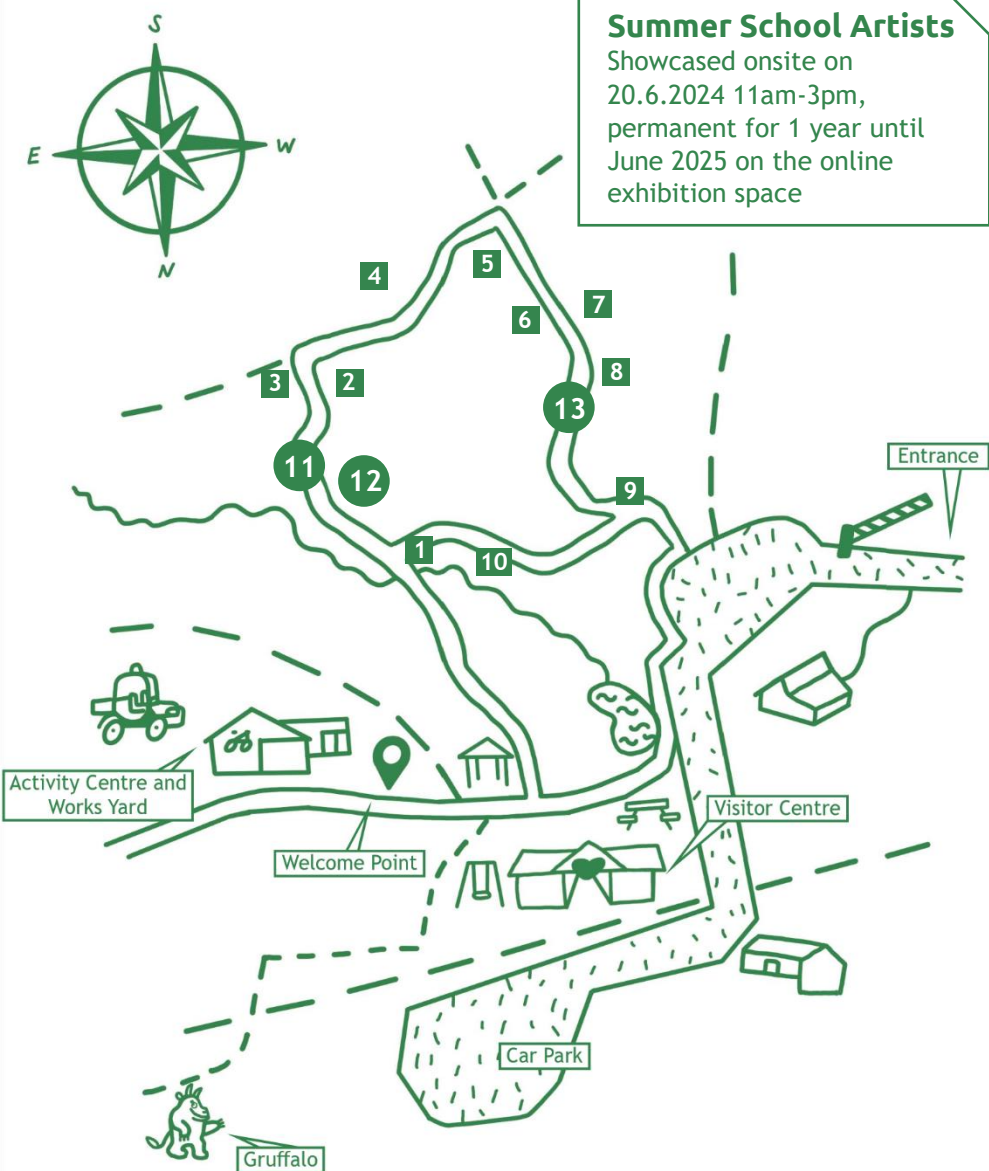 S
E
W
N
Summer School Artists
Showcased onsite on
20.6.2024 11am-3pm,
permanent for 1 year until
June 2025 on the online
exhibition space
4
5
7
6
3
2
8
13
11
12
9
1
10
Entrance
Activity Centre and
Works Yard
Welcome Point
Visitor Centre
Car Park
Gruffalo